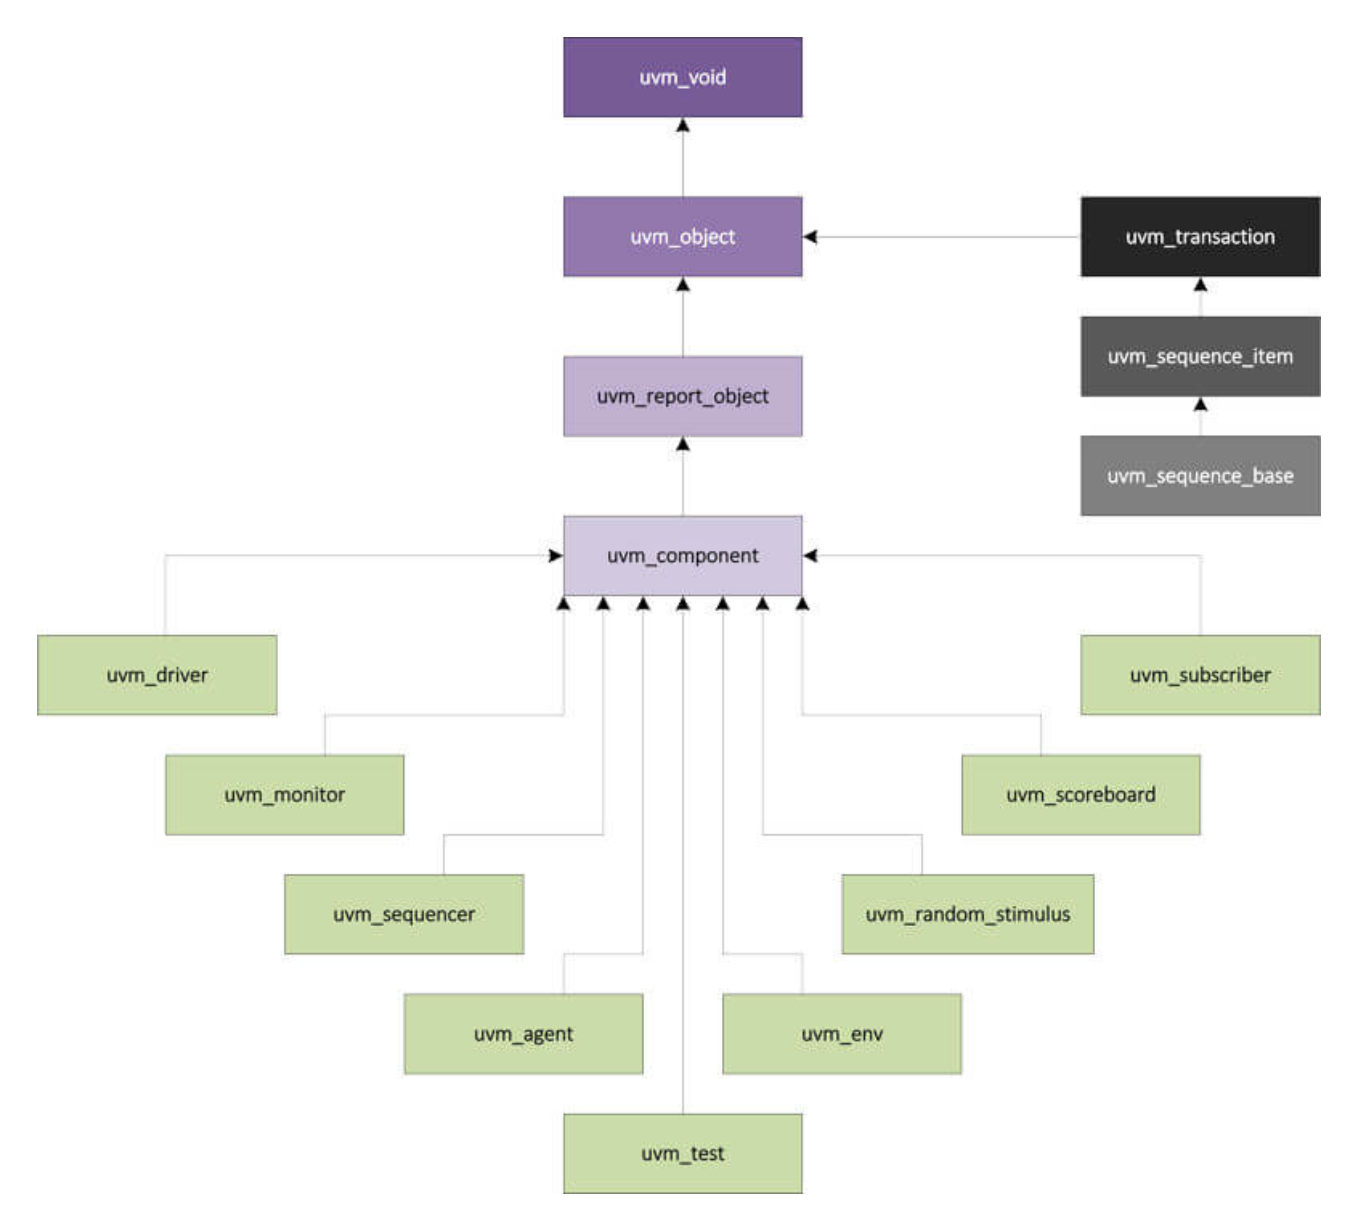 uvm_void
uvm_object
uvm_transaction
uvm_sequence_item
uvm_report_object
uvm_sequence_base
uvm_component
uvm_driver
uvm_subscriber
uvm_monitor
uvm_scoreboard
uvm_sequencer
uvm_random_stimulus
uvm_agent
uvm_env
uvm_test